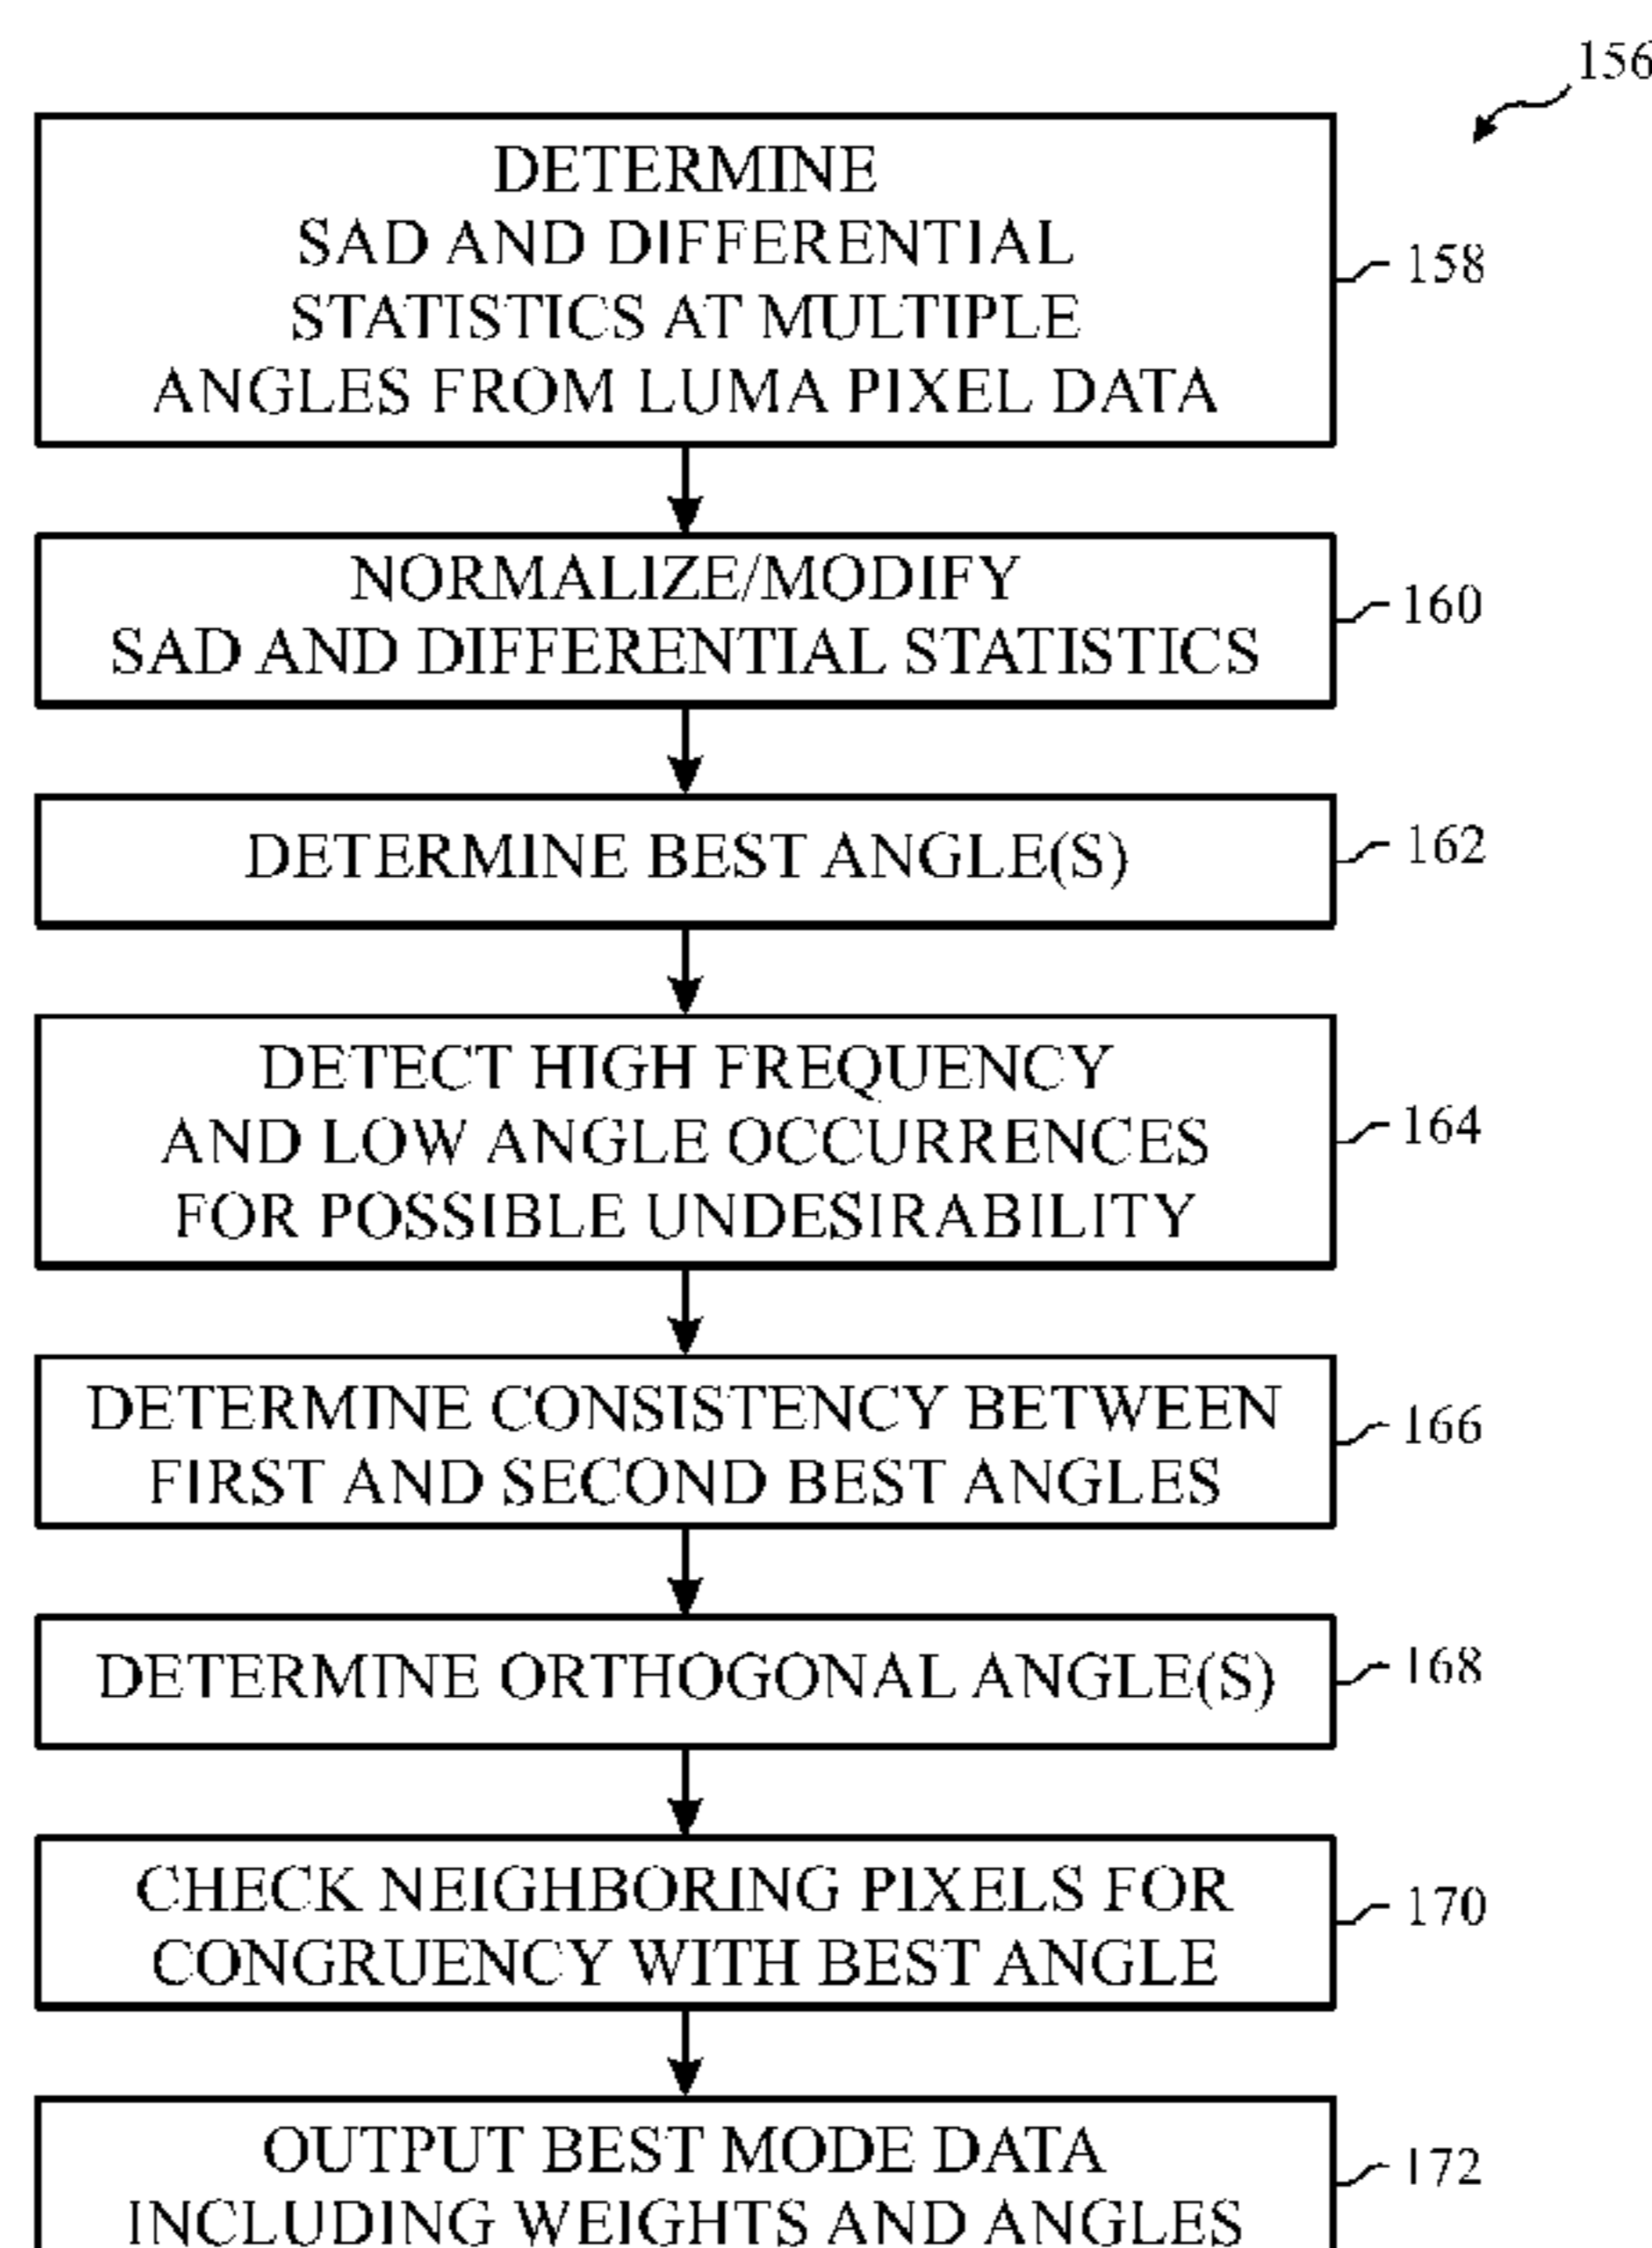 156
DETERMINE
SAD AND DIFFERENTIAL
STATISTICS AT MULTIPLE
ANGLES FROM LUMA PIXEL DATA
158
NORMALIZE/MODIFY
SAD AND DIFFERENTIAL STATISTICS
160
DETERMINE BEST ANGLE(S)
162
DETECT HIGH FREQUENCY
AND LOW ANGLE OCCURRENCES
FOR POSSIBLE UNDESIRABILITY
164
DETERMINE CONSISTENCY BETWEEN
FIRST AND SECOND BEST ANGLES
166
DETERMINE ORTHOGONAL ANGLE(S)
168
CHECK NEIGHBORING PIXELS FOR
CONGRUENCY WITH BEST ANGLE
170
OUTPUT BEST MODE DATA
INCLUDING WEIGHTS AND ANGLES
172